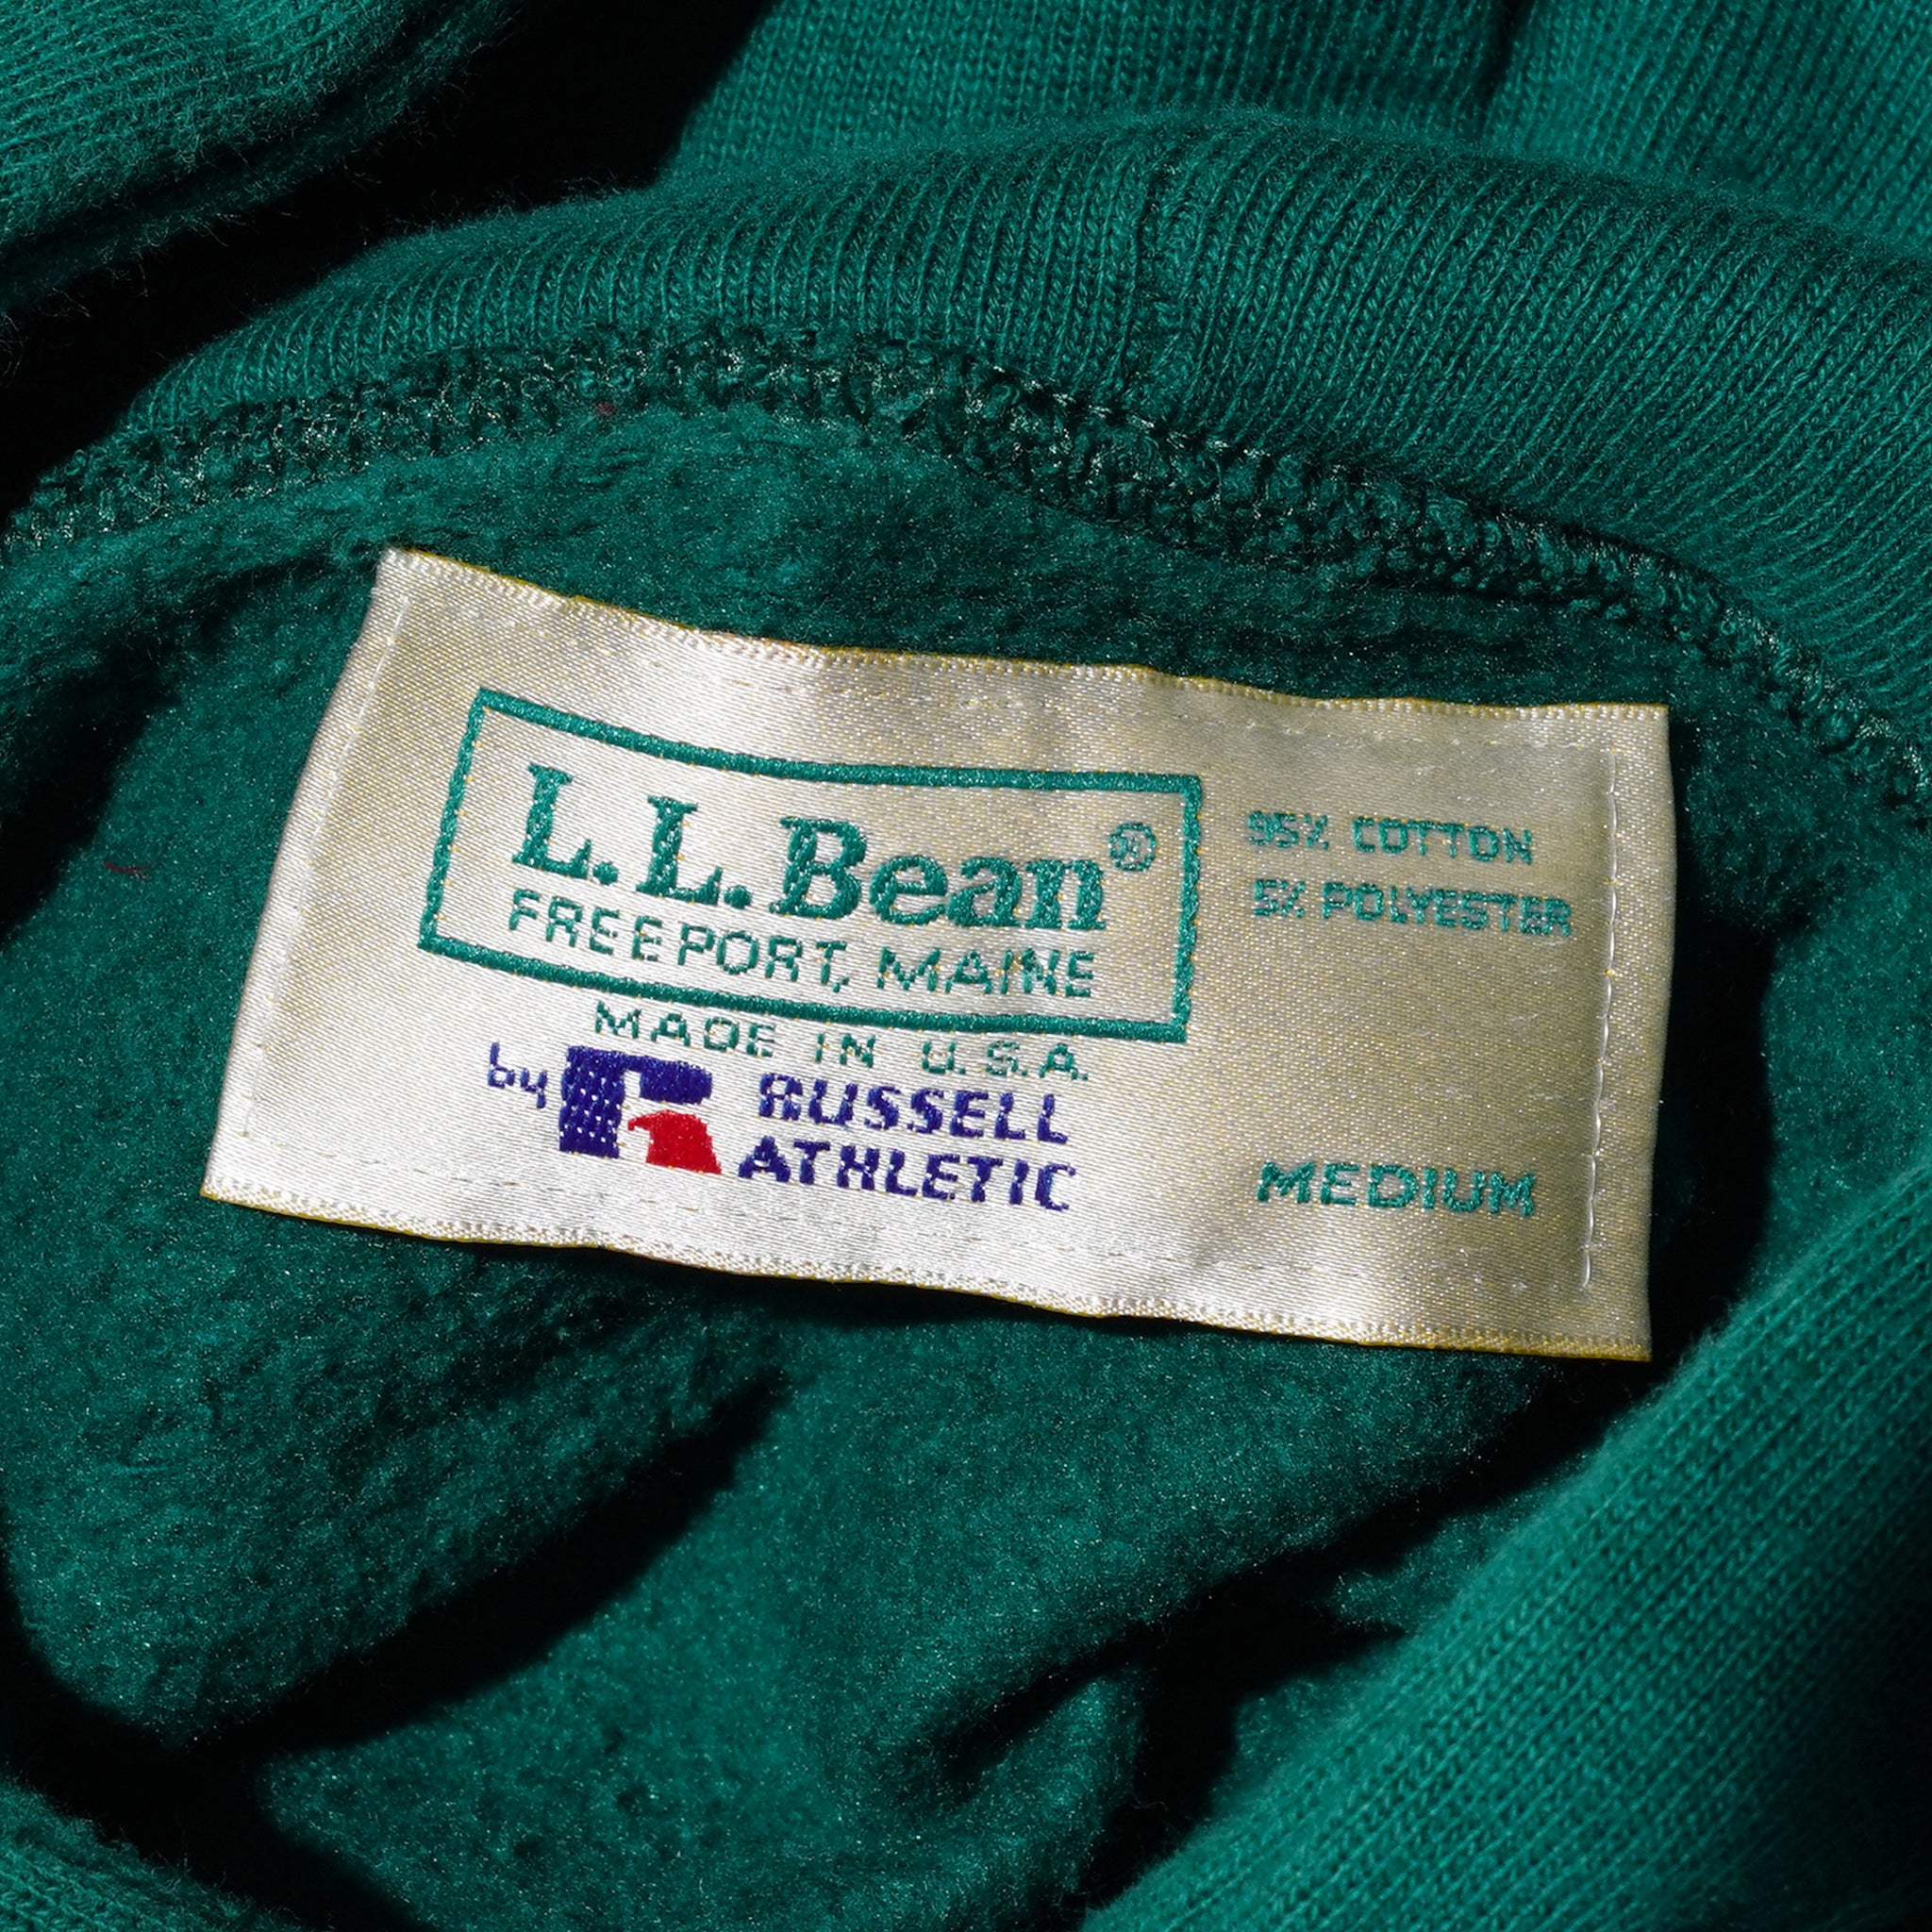 L.L.Bean®
FREEPORT, MAINE
MADE IN U.S.A.
by RUSSELL
ATHLETIC
95% COTTON
5% POLYESTER
MEDIUM